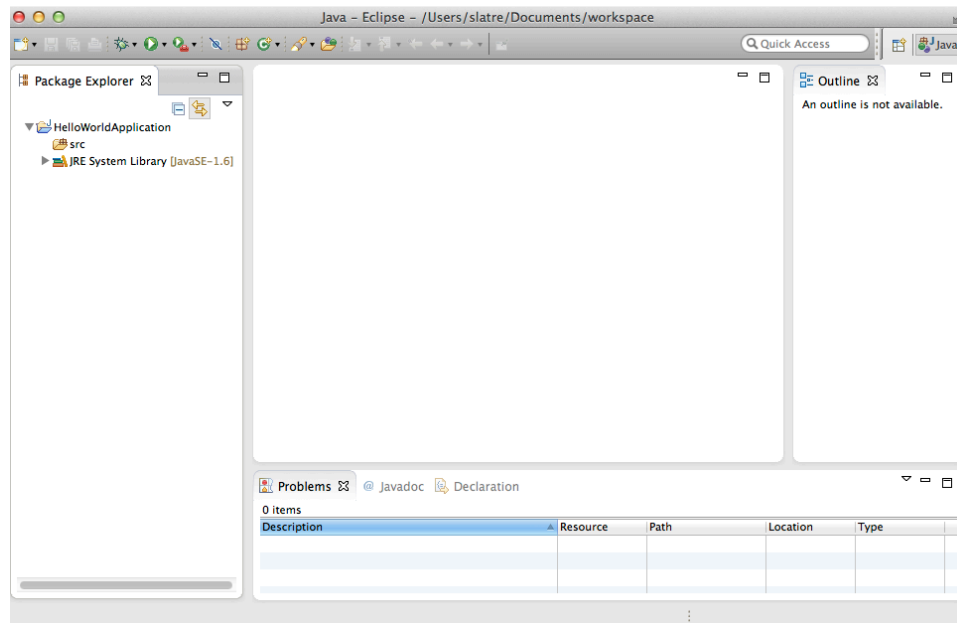 Java – Eclipse – /Users/slatre/Documents/workspace
Quick Access
Java
Package Explorer
HelloWorldApplication
src
JRE System Library [JavaSE-1.6]
Outline
An outline is not available.
Problems @ Javadoc Declaration
0 items
Description Resource Path Location Type